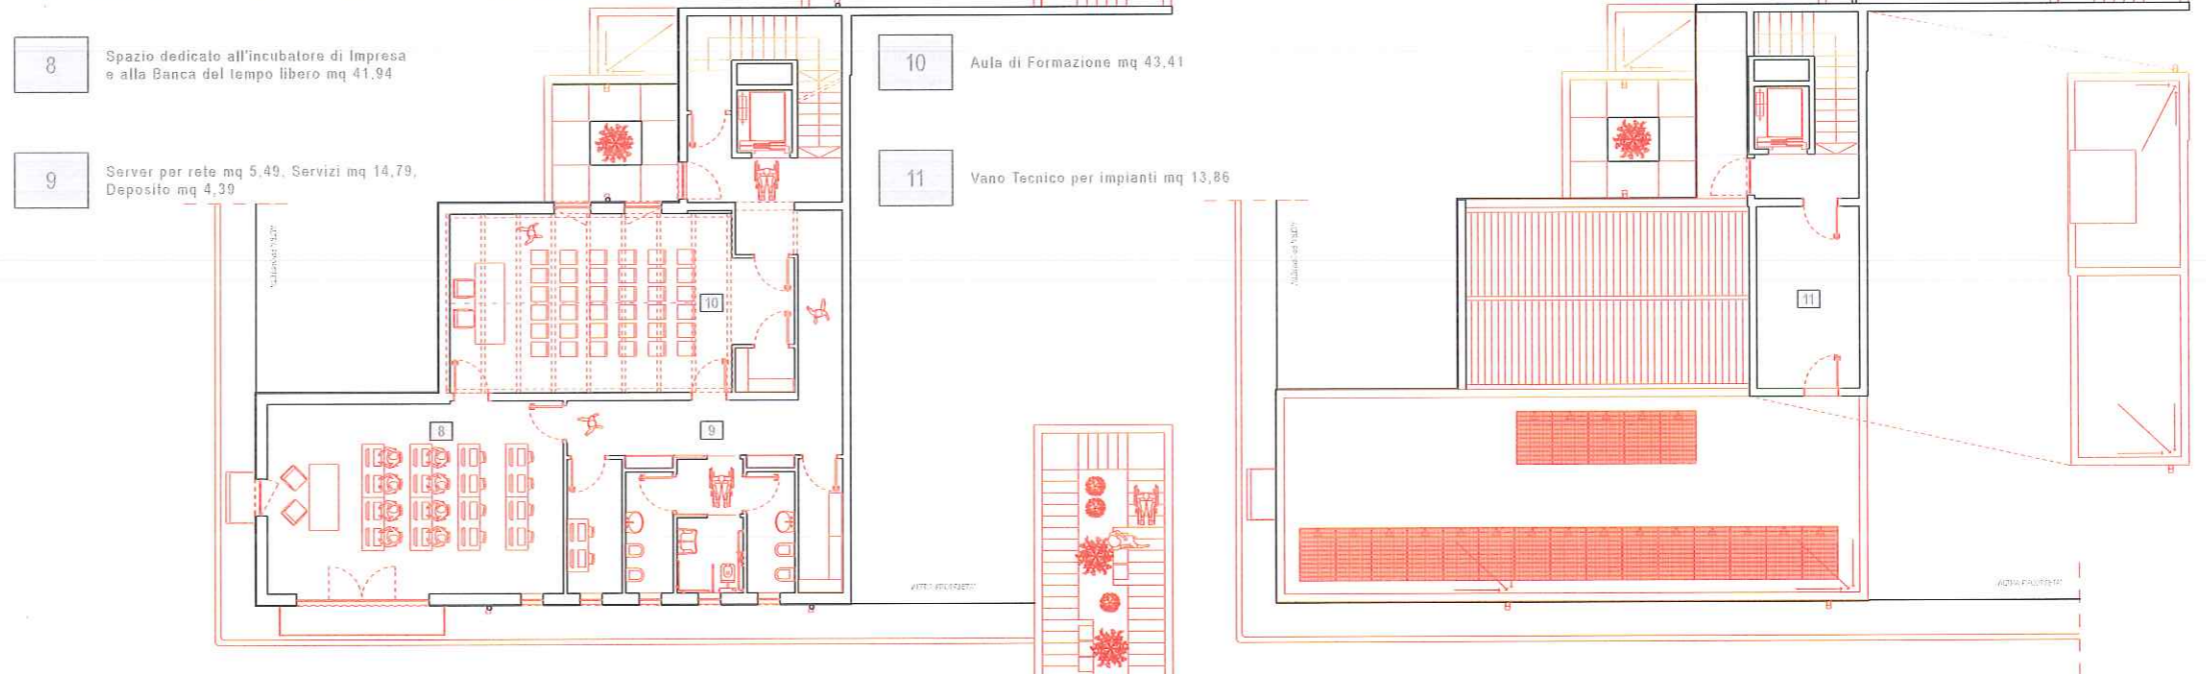 8
Spazio dedicato all'incubatore di Impresa
e alla Banca del tempo libero mq 41,94
9
Server per rete mq 5,49, Servizi mq 14,79,
Deposito mq 4,39
10
Aula di Formazione mq 43,41
11
Vano Tecnico per impianti mq 13,86
10
8
9
11